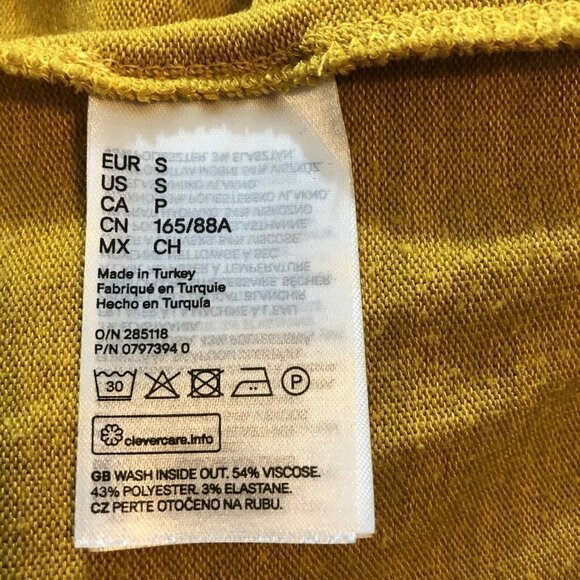 EUR S
US S
CA P
CN 165/88A
MX CH
Made in Turkey
Fabriqué en Turquie
Hecho en Turquía
O/N 285118
P/N 0797394 0
30 P
clevercare.info
GB WASH INSIDE OUT. 54% VISCOSE.
43% POLYESTER. 3% ELASTANE.
CZ PERTE OTOČENO NA RUBU.